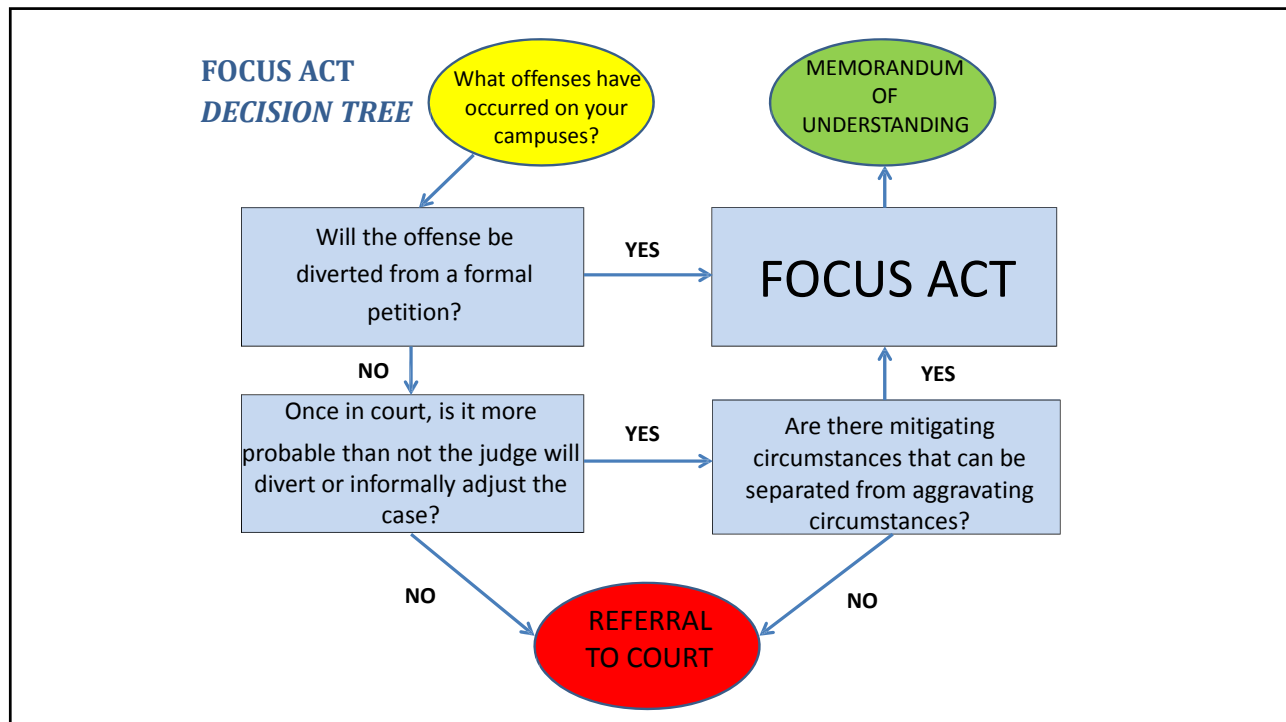 FOCUS ACT
DECISION TREE
What offenses have
occurred on your
campuses?
MEMORANDUM
OF
UNDERSTANDING
Will the offense be
diverted from a formal
petition?
YES
FOCUS ACT
NO
YES
Once in court, is it more
probable than not the judge will
divert or informally adjust the
case?
YES
Are there mitigating
circumstances that can be
separated from aggravating
circumstances?
NO
NO
REFERRAL
TO COURT